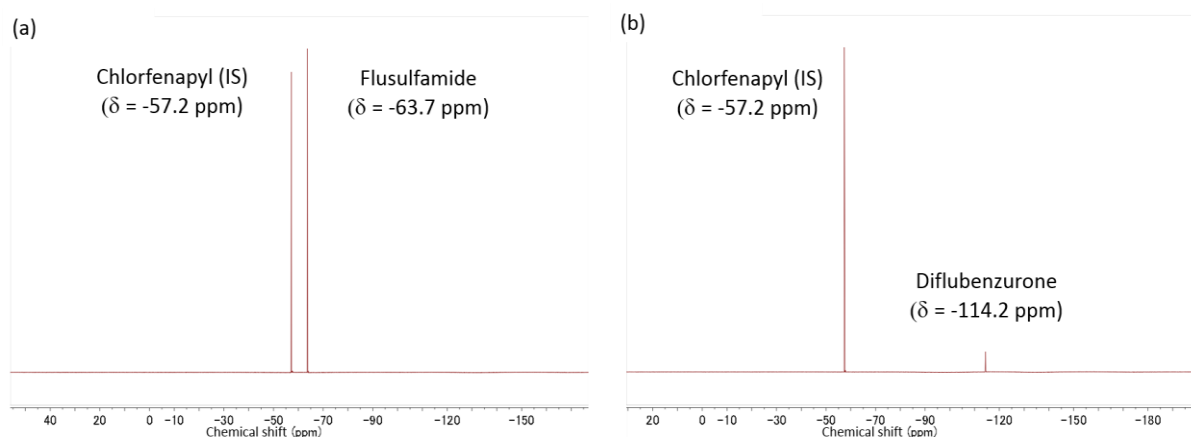 (a)
Chlorfenapyl (IS)
(δ = -57.2 ppm)
Flusulfamide
(δ = -63.7 ppm)
40 20 0 -10 -30 -50 -70 -90 -120 -150
Chemical shift (ppm)
(b)
Chlorfenapyl (IS)
(δ = -57.2 ppm)
Diflubenzurone
(δ = -114.2 ppm)
20 0 -10 -30 -50 -70 -90 -120 -150 -180
Chemical shift (ppm)